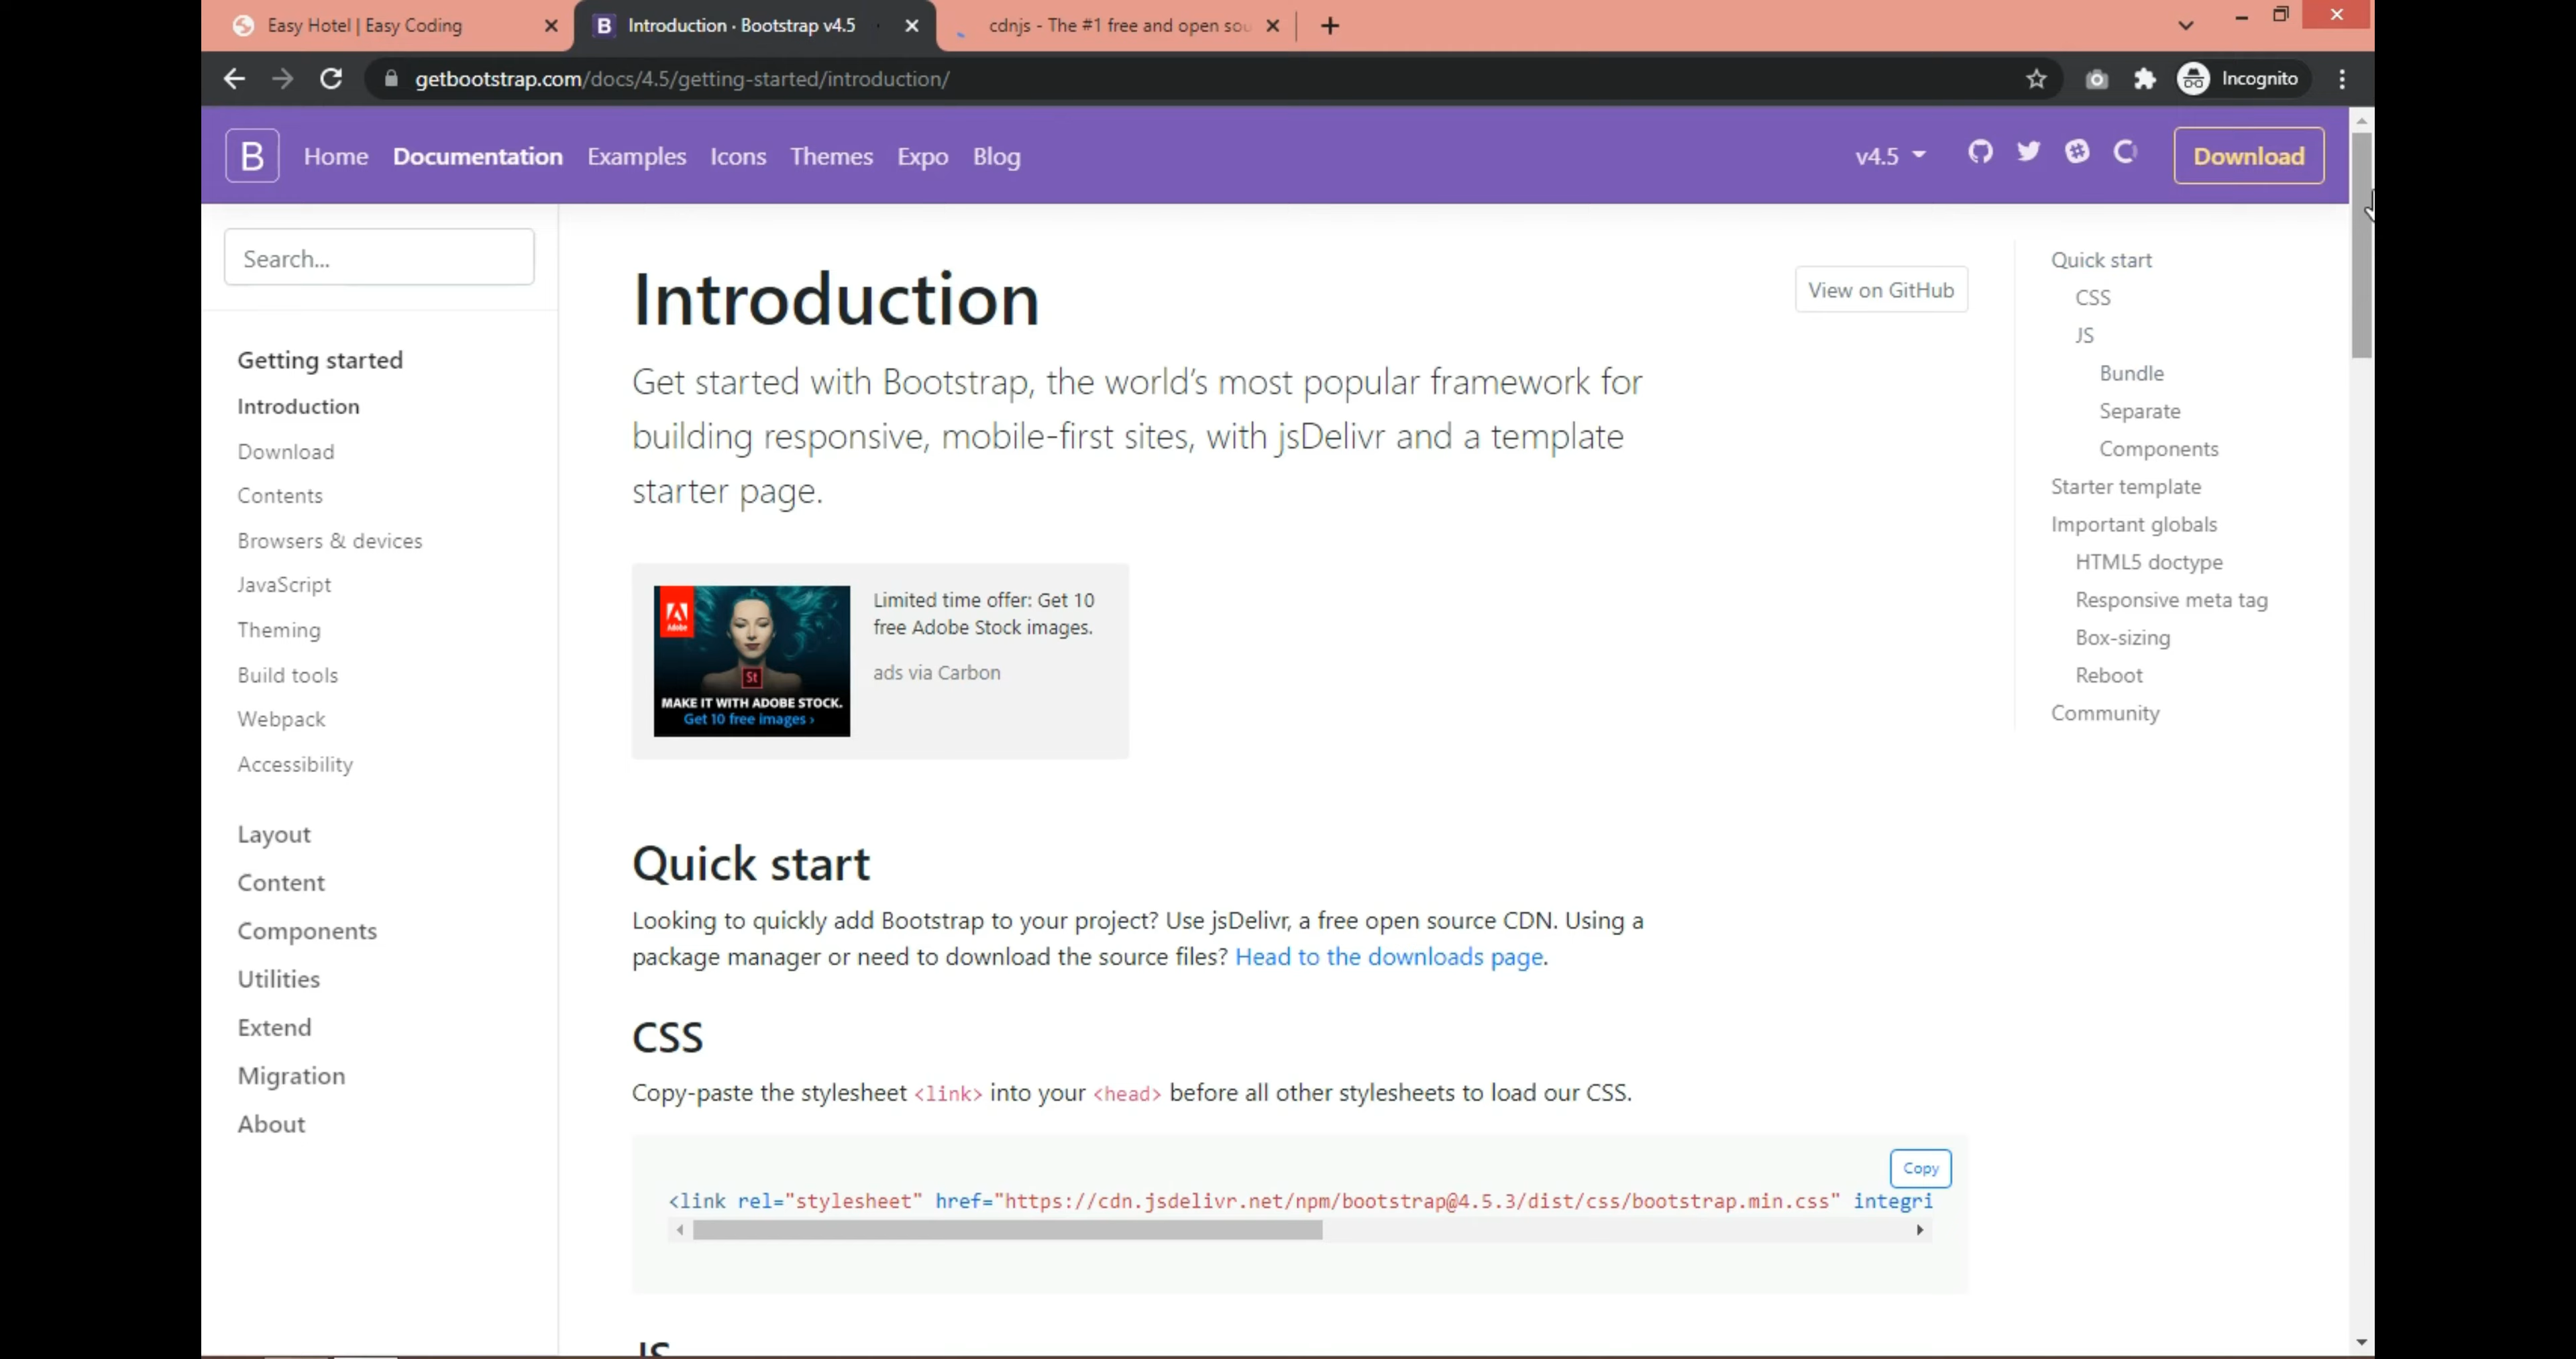 Easy Hotel | Easy Coding
B Introduction · Bootstrap v4.5
cdnjs - The #1 free and open sou
getbootstrap.com/docs/4.5/getting-started/introduction/
Incognito
B Home Documentation Examples Icons Themes Expo Blog
v4.5
Download
Search...
Getting started
Introduction
Download
Contents
Browsers & devices
JavaScript
Theming
Build tools
Webpack
Accessibility
Layout
Content
Components
Utilities
Extend
Migration
About
Introduction
View on GitHub
Get started with Bootstrap, the world’s most popular framework for
building responsive, mobile-first sites, with jsDelivr and a template
starter page.
Adobe
St
MAKE IT WITH ADOBE STOCK.
Get 10 free images ›
Limited time offer: Get 10
free Adobe Stock images.
ads via Carbon
Quick start
Looking to quickly add Bootstrap to your project? Use jsDelivr, a free open source CDN. Using a
package manager or need to download the source files? Head to the downloads page.
CSS
Copy-paste the stylesheet <link> into your <head> before all other stylesheets to load our CSS.
Copy
<link rel="stylesheet" href="https://cdn.jsdelivr.net/npm/bootstrap@4.5.3/dist/css/bootstrap.min.css" integri
JS
Quick start
CSS
JS
Bundle
Separate
Components
Starter template
Important globals
HTML5 doctype
Responsive meta tag
Box-sizing
Reboot
Community